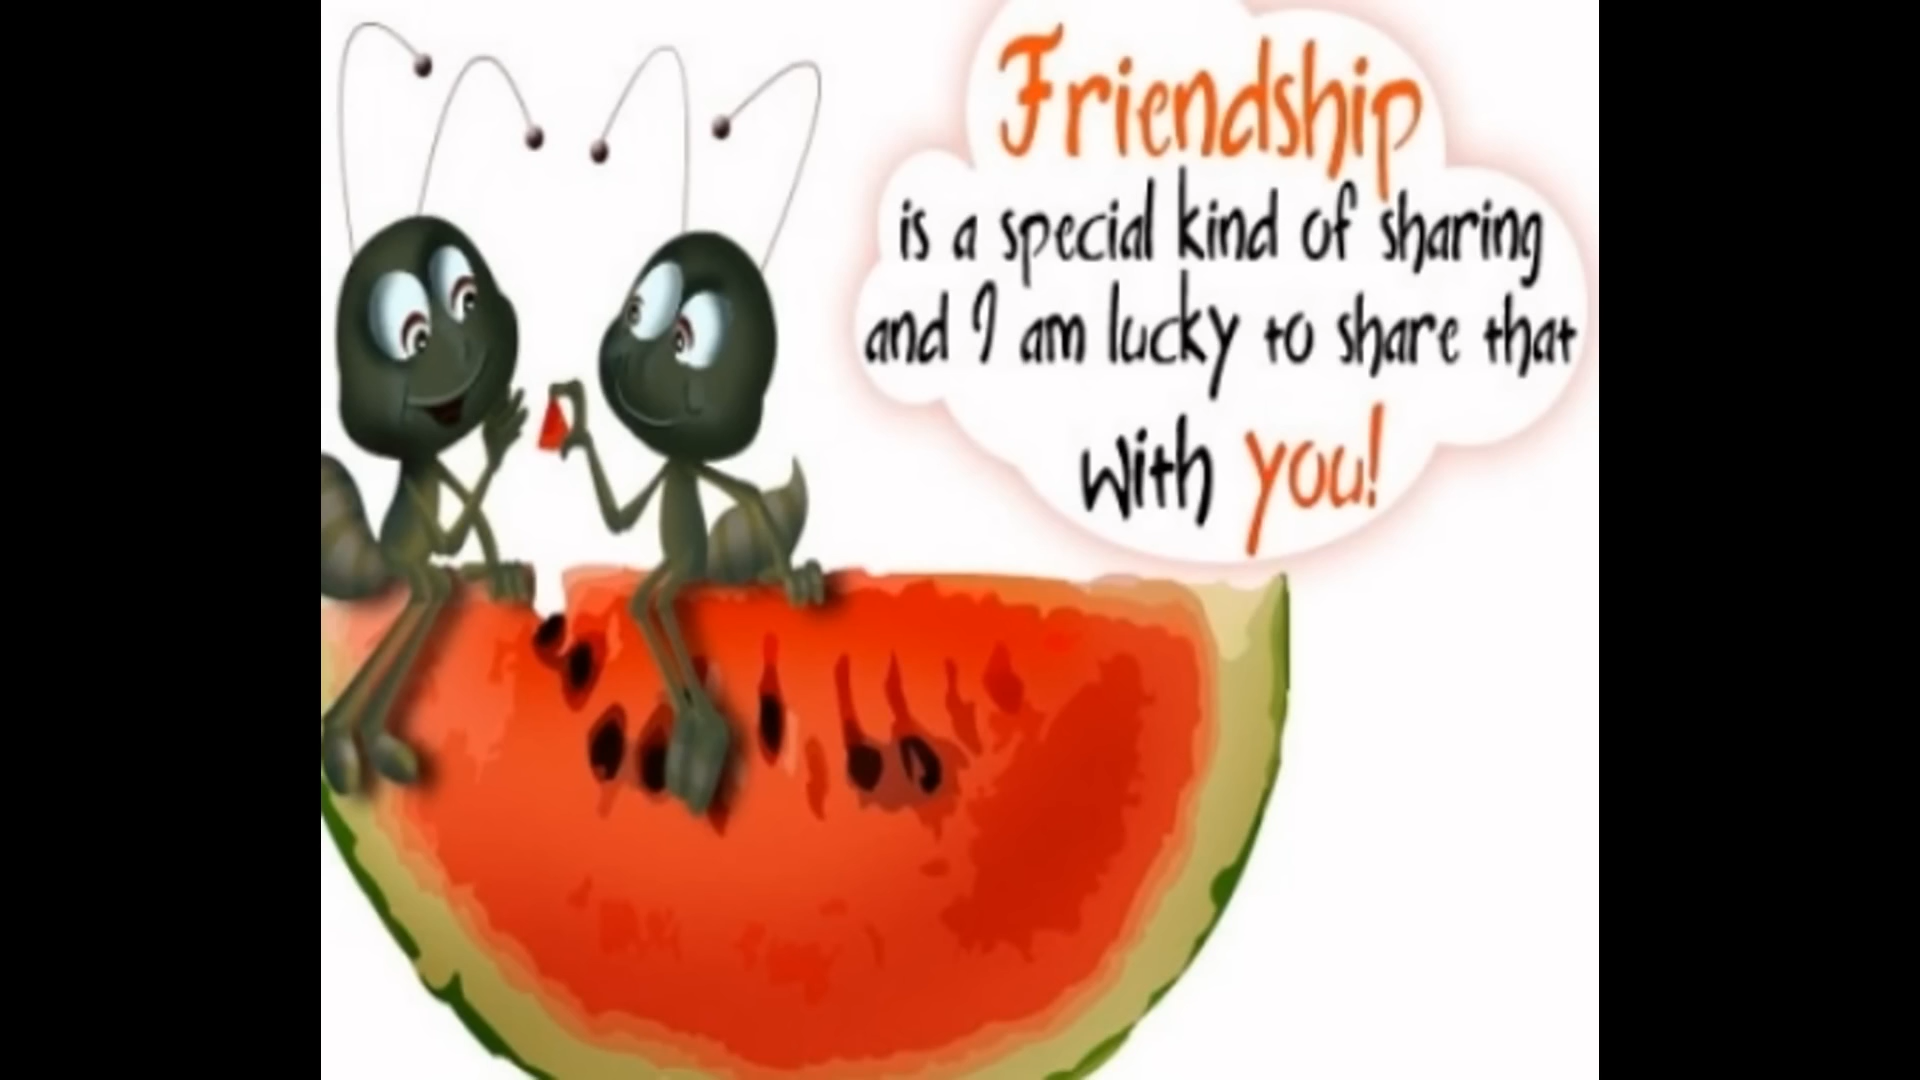 Friendship
is a special kind of sharing
and I am lucky to share that
with you!